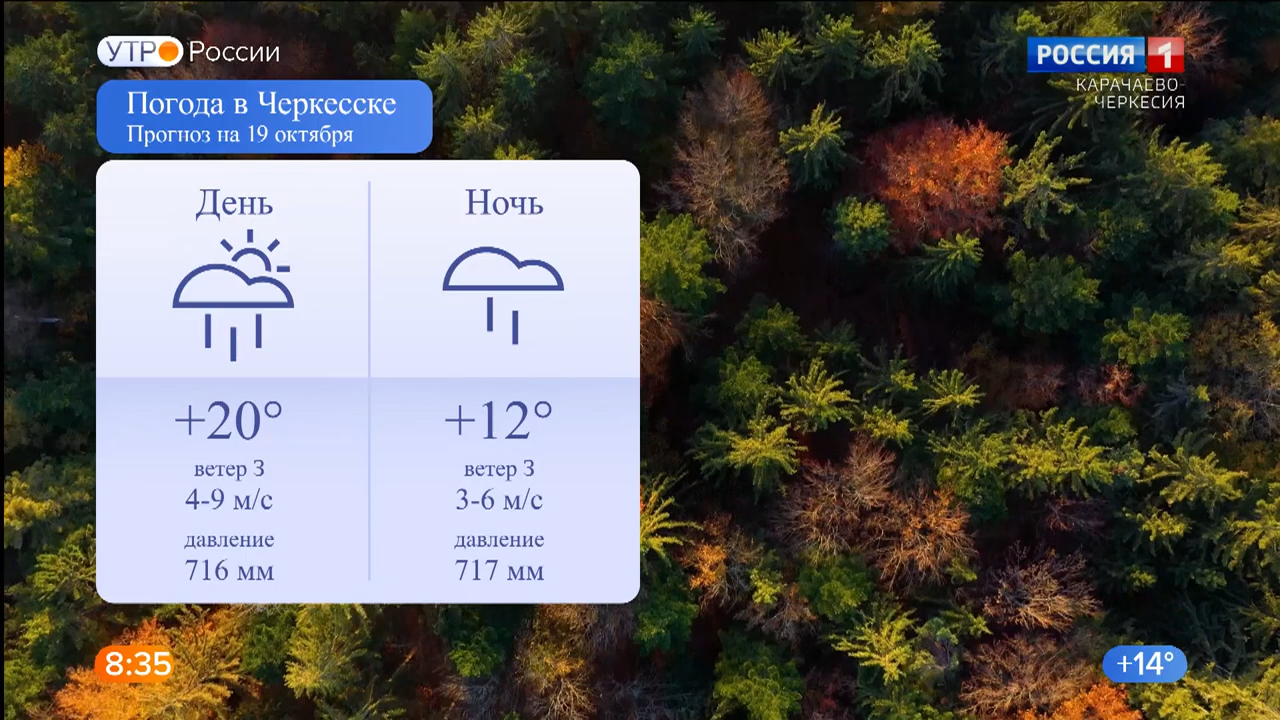 УТРО России
РОССИЯ 1
КАРАЧАЕВО-
ЧЕРКЕСИЯ
Погода в Черкесске
Прогноз на 19 октября
День
Ночь
+20°
+12°
ветер З
ветер З
4-9 м/с
3-6 м/с
давление
давление
716 мм
717 мм
8:35
+14°